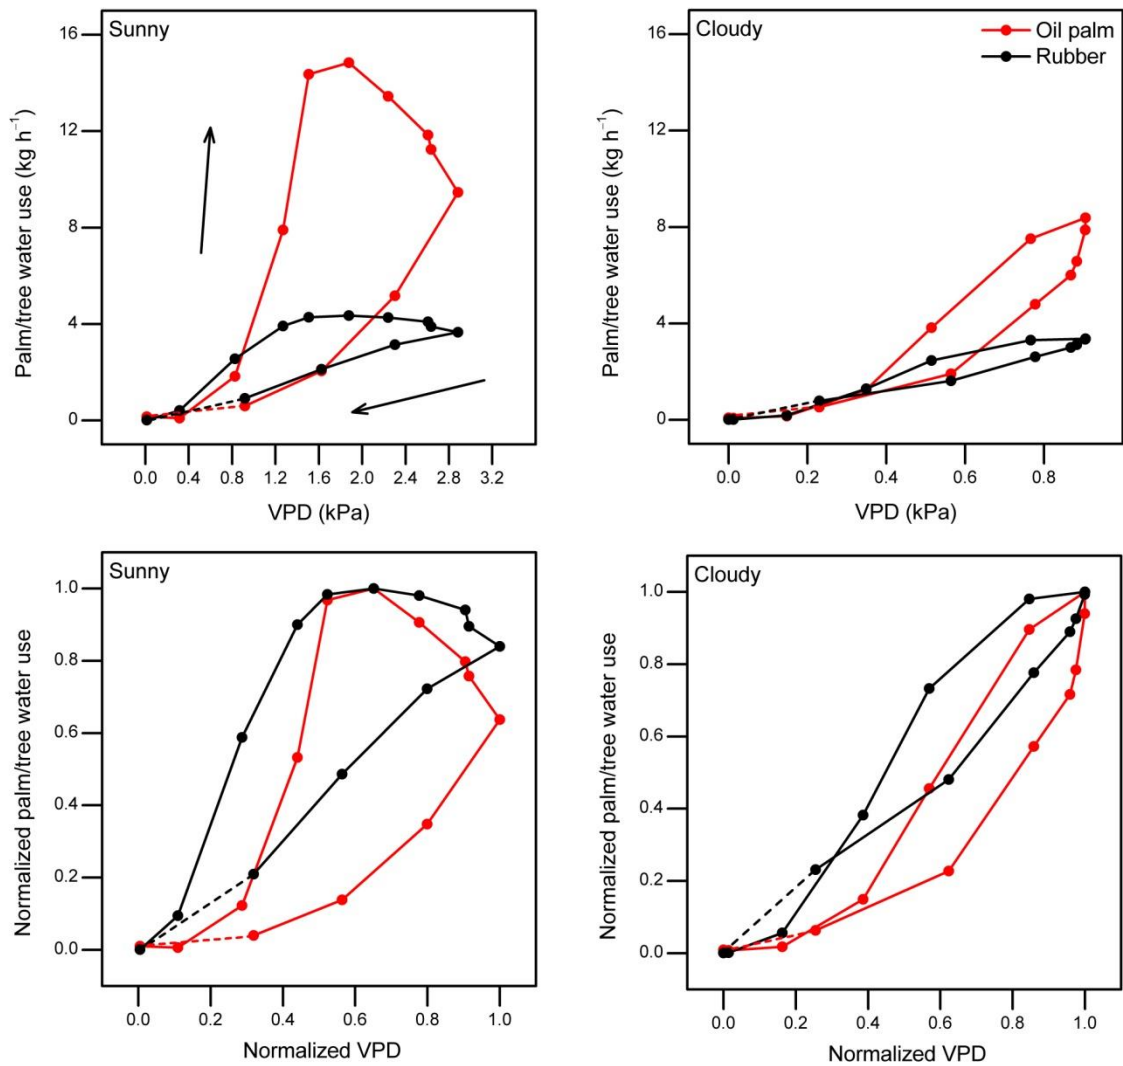 Sunny
16
12
8
4
0
Palm/tree water use (kg h⁻¹)
0.0 0.4 0.8 1.2 1.6 2.0 2.4 2.8 3.2
VPD (kPa)
Cloudy
Oil palm
Rubber
16
12
8
4
0
Palm/tree water use (kg h⁻¹)
0.0 0.2 0.4 0.6 0.8
VPD (kPa)
Sunny
1.0
0.8
0.6
0.4
0.2
0.0
Normalized palm/tree water use
0.0 0.2 0.4 0.6 0.8 1.0
Normalized VPD
Cloudy
1.0
0.8
0.6
0.4
0.2
0.0
Normalized palm/tree water use
0.0 0.2 0.4 0.6 0.8 1.0
Normalized VPD